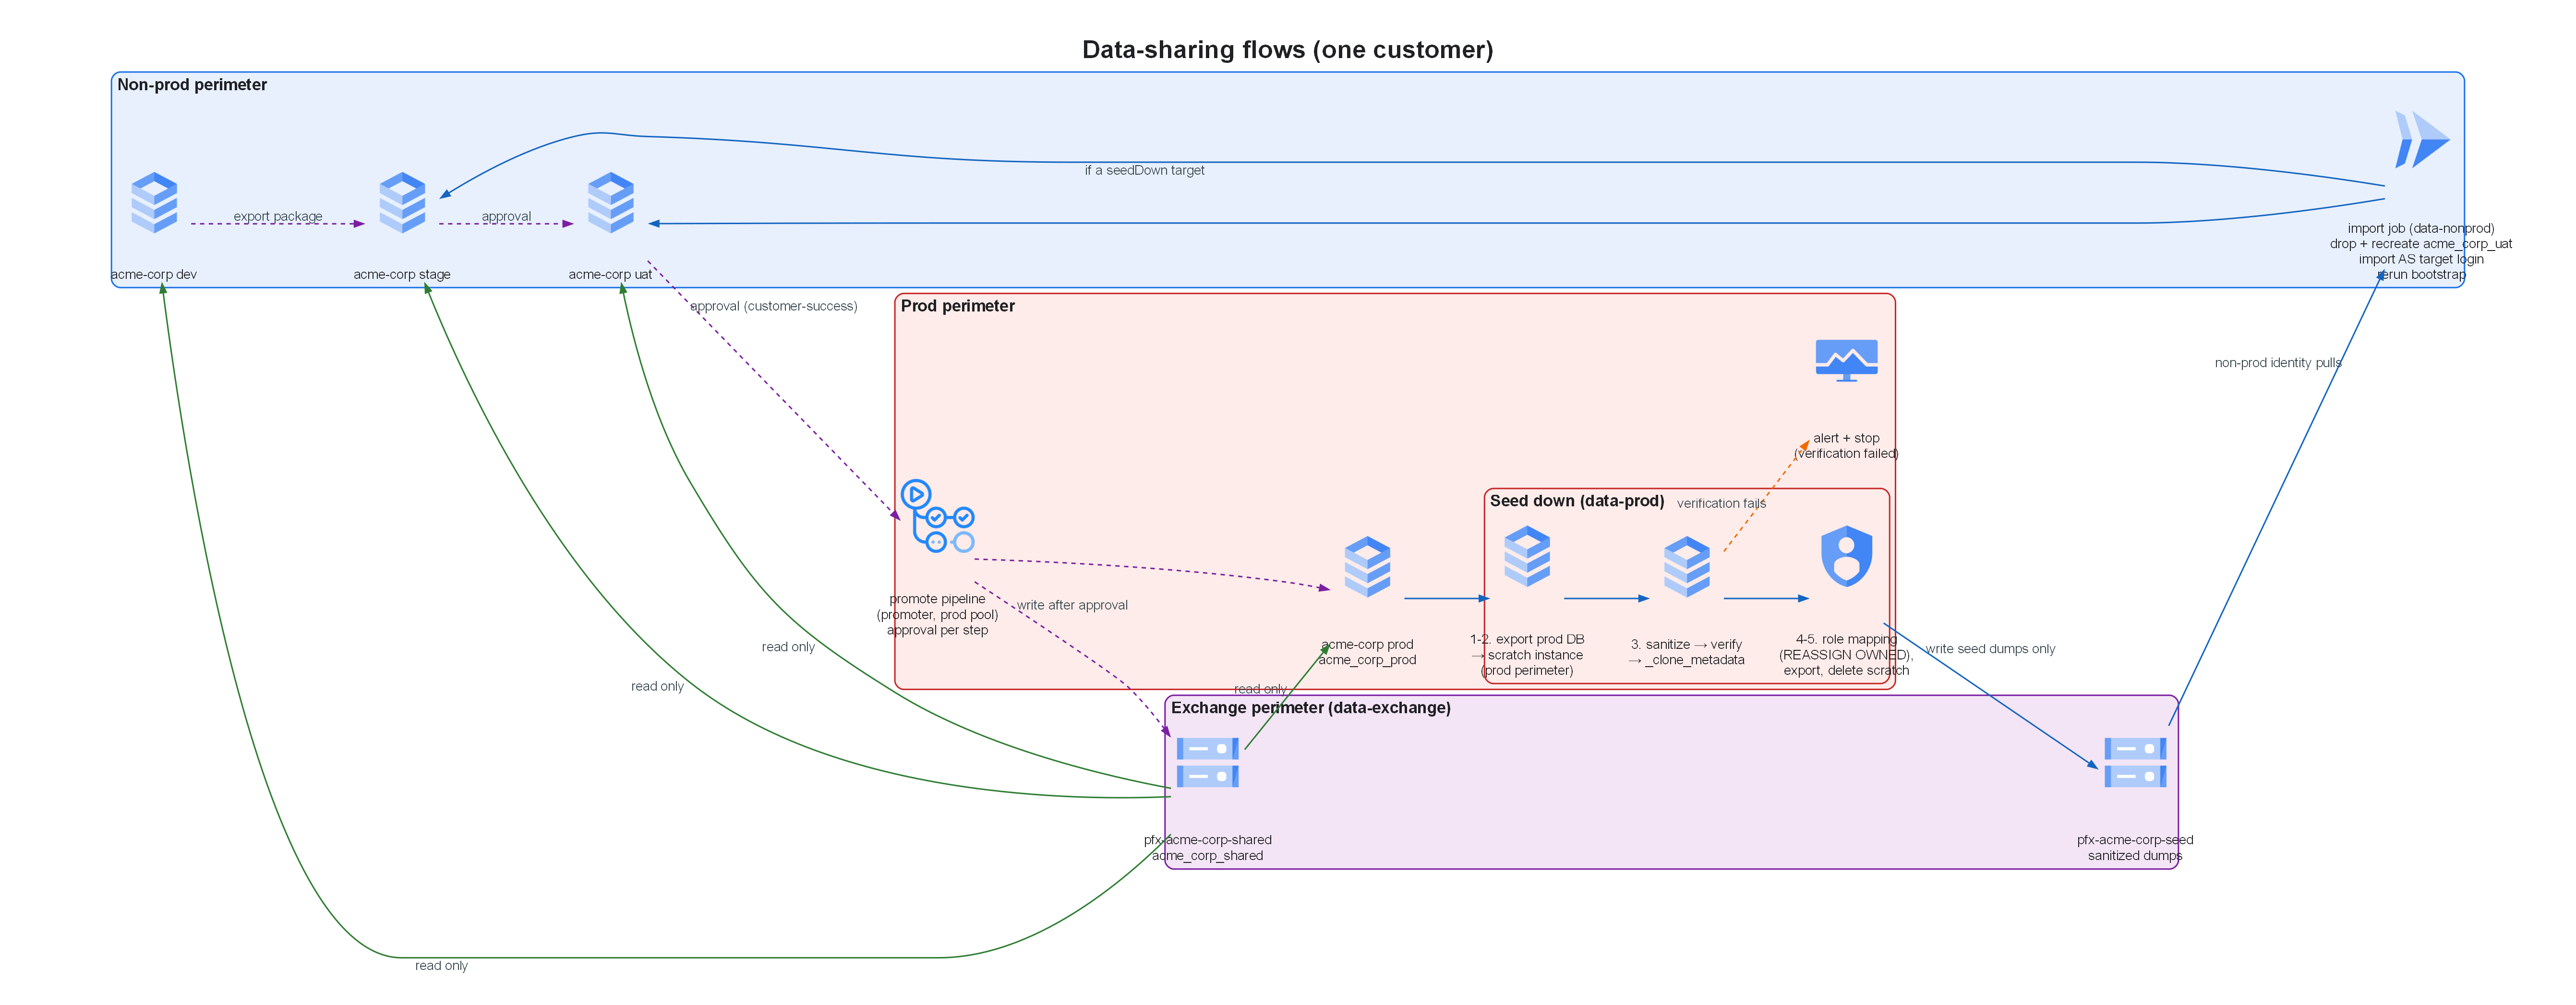 Data-sharing flows (one customer)
Non-prod perimeter
if a seedDown target
export package
approval
import job (data-nonprod)
drop + recreate acme_corp_uat
import AS target login
rerun bootstrap
acme-corp dev
acme-corp stage
acme-corp uat
approval (customer-success)
Prod perimeter
non-prod identity pulls
alert + stop
(verification failed)
Seed down (data-prod)
verification fails
promote pipeline
(promoter, prod pool)
approval per step
write after approval
acme-corp prod
acme_corp_prod
1-2. export prod DB
→ scratch instance
(prod perimeter)
3. sanitize → verify
→ _clone_metadata
4-5. role mapping
(REASSIGN OWNED),
export, delete scratch
write seed dumps only
read only
read only
read only
Exchange perimeter (data-exchange)
pfx-acme-corp-shared
acme_corp_shared
pfx-acme-corp-seed
sanitized dumps
read only